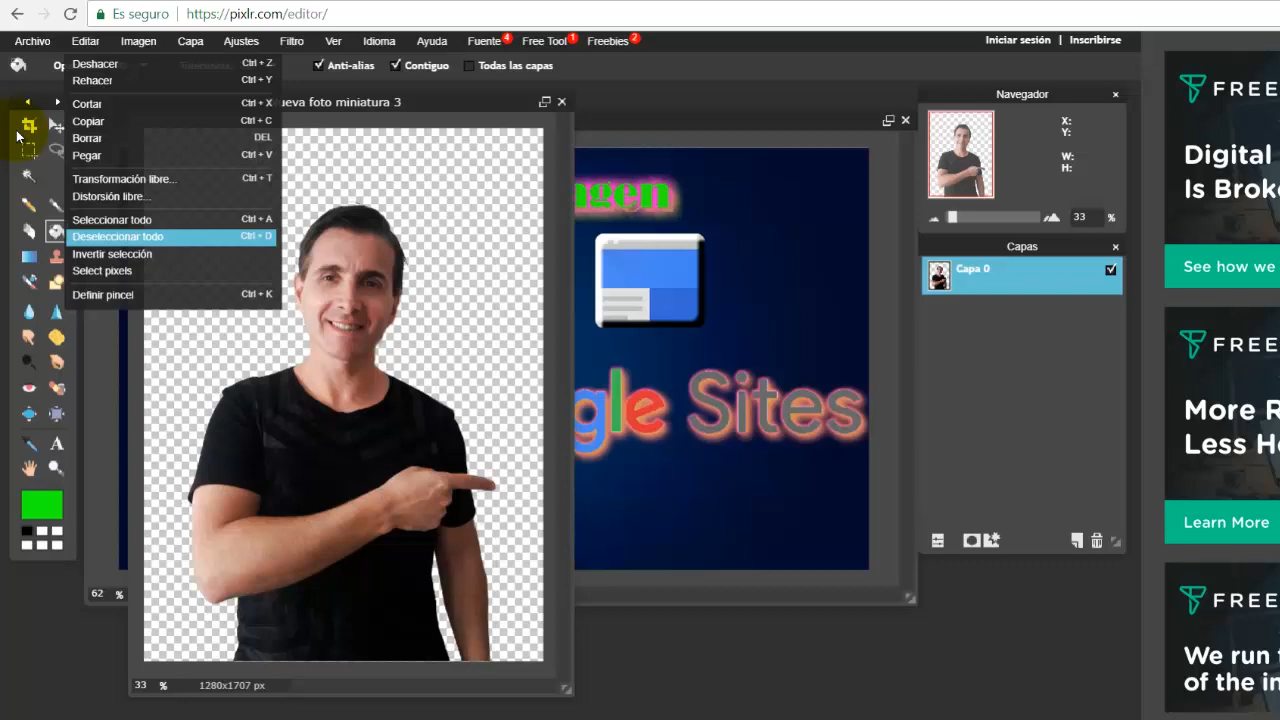 Es seguro
https://pixlr.com/editor/
Archivo Editar Imagen Capa Ajustes Filtro Ver Idioma Ayuda Fuente 4 Free Tool 1 Freebies 2
Iniciar sesión | Inscribirse
Anti-alias Contiguo Todas las capas
Deshacer Ctrl + Z
Rehacer Ctrl + Y
Cortar Ctrl + X
Copiar Ctrl + C
Borrar DEL
Pegar Ctrl + V
Transformación libre... Ctrl + T
Distorsión libre...
Seleccionar todo Ctrl + A
Deseleccionar todo Ctrl + D
Invertir selección
Select pixels
Definir pincel Ctrl + K
ueva foto miniatura 3
33 %
1280x1707 px
62 %
gle Sites
Navegador
X:
Y:
W:
H:
33 %
Capas
Capa 0
A
FREE
Digital
Is Broke
See how we
FREE
More R
Less He
Learn More
FREE
We run t
of the in